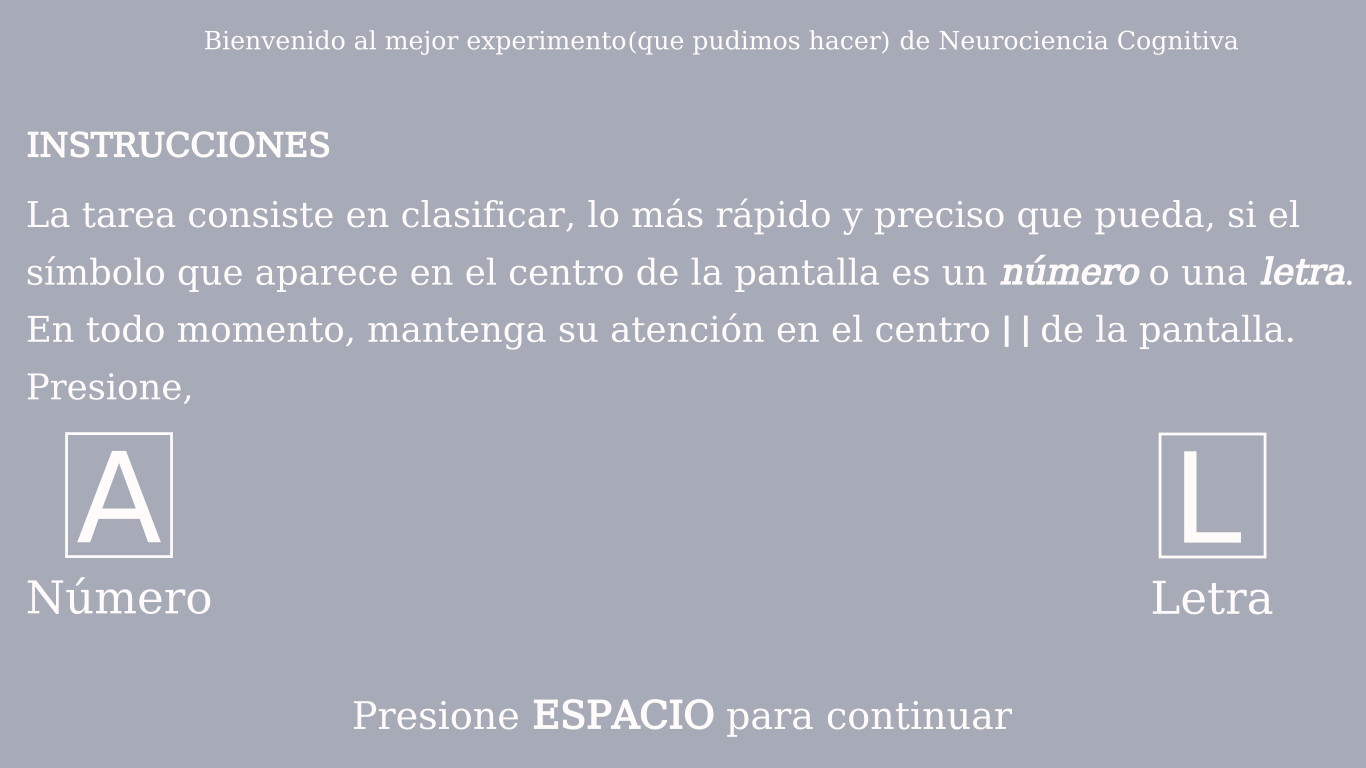 Bienvenido al mejor experimento(que pudimos hacer) de Neurociencia Cognitiva
INSTRUCCIONES
La tarea consiste en clasificar, lo más rápido y preciso que pueda, si el
símbolo que aparece en el centro de la pantalla es un número o una letra.
En todo momento, mantenga su atención en el centro | | de la pantalla.
Presione,
A L
Número Letra
Presione ESPACIO para continuar